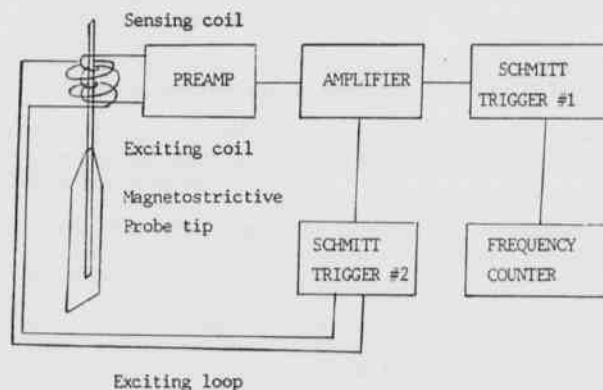 Sensing coil
PREAMP
AMPLIFIER
SCHMITT
TRIGGER #1
Exciting coil
Magnetostrictive
Probe tip
SCHMITT
TRIGGER #2
FREQUENCY
COUNTER
Exciting loop